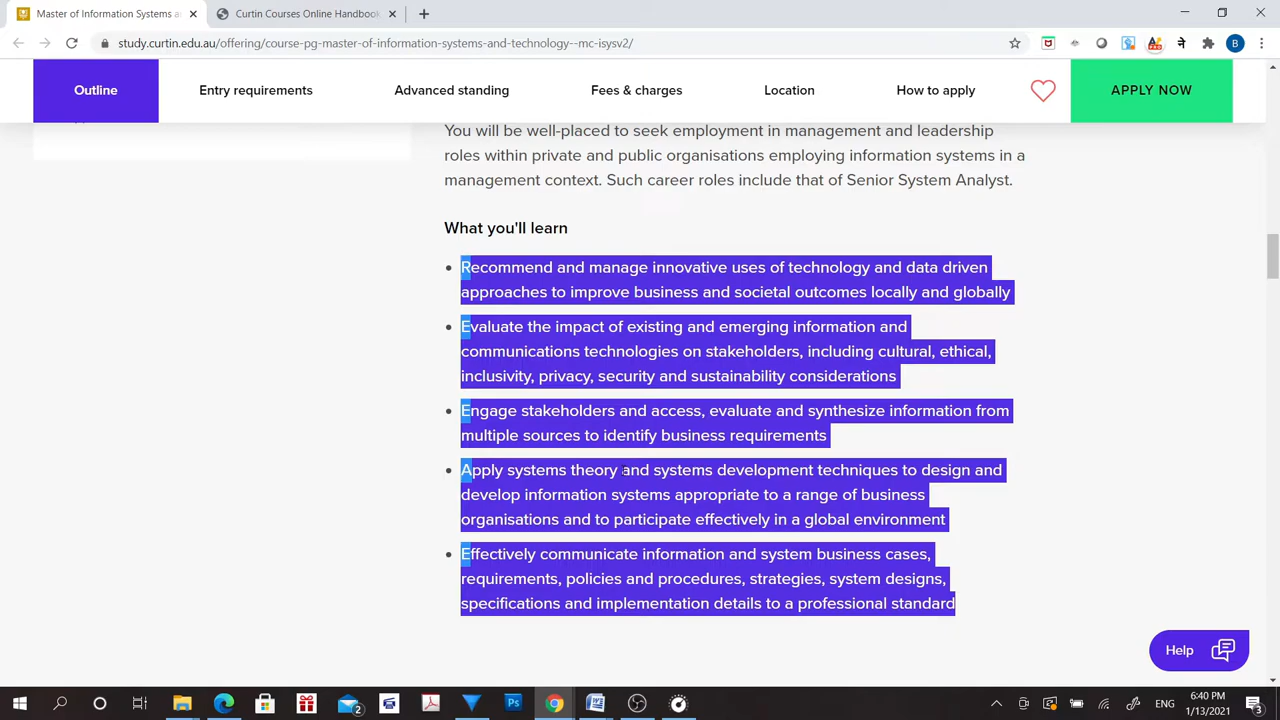 Master of Information Systems a
Curtin Courses Online Handbook
study.curtin.edu.au/offering/course-pg-master-of-information-systems-and-technology--mc-isysv2/
Outline
Entry requirements
Advanced standing
Fees & charges
Location
How to apply
APPLY NOW
You will be well-placed to seek employment in management and leadership
roles within private and public organisations employing information systems in a
management context. Such career roles include that of Senior System Analyst.
What you'll learn
• Recommend and manage innovative uses of technology and data driven
approaches to improve business and societal outcomes locally and globally
• Evaluate the impact of existing and emerging information and
communications technologies on stakeholders, including cultural, ethical,
inclusivity, privacy, security and sustainability considerations
• Engage stakeholders and access, evaluate and synthesize information from
multiple sources to identify business requirements
• Apply systems theory and systems development techniques to design and
develop information systems appropriate to a range of business
organisations and to participate effectively in a global environment
• Effectively communicate information and system business cases,
requirements, policies and procedures, strategies, system designs,
specifications and implementation details to a professional standard
Help
6:40 PM
1/13/2021